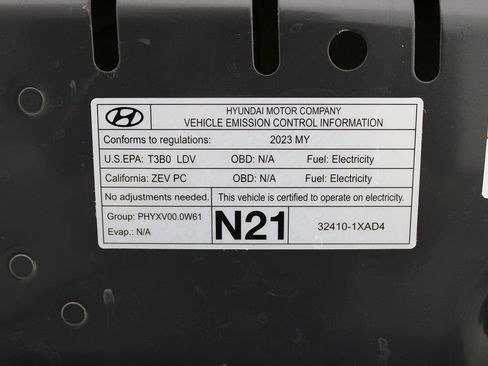 HYUNDAI MOTOR COMPANY
VEHICLE EMISSION CONTROL INFORMATION
Conforms to regulations: 2023 MY
U.S.EPA: T3B0 LDV OBD: N/A Fuel: Electricity
California: ZEV PC OBD: N/A Fuel: Electricity
No adjustments needed. This vehicle is certified to operate on electricity.
Group: PHYXV00.0W61
Evap.: N/A
N21
32410-1XAD4